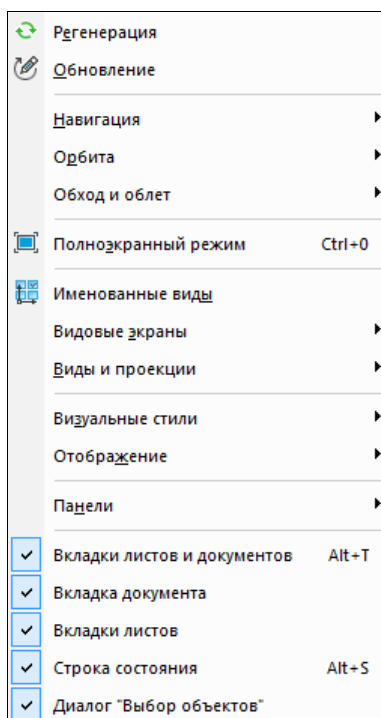 Регенерация
Обновление
Навигация
Орбита
Обход и облет
Полноэкранный режим Ctrl+0
Именованные виды
Видовые экраны
Виды и проекции
Визуальные стили
Отображение
Панели
Вкладки листов и документов Alt+T
Вкладка документа
Вкладки листов
Строка состояния Alt+S
Диалог "Выбор объектов"